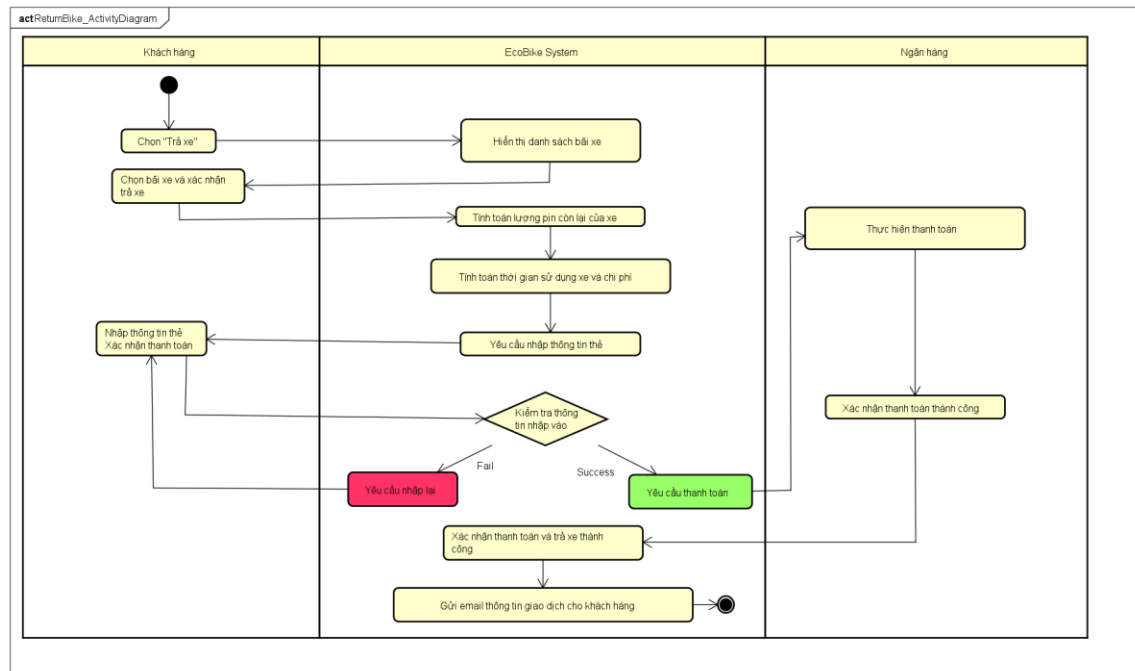 act ReturnBike_ActivityDiagram
Khách hàng
EcoBike System
Ngân hàng
Chọn "Trả xe"
Hiển thị danh sách bãi xe
Chọn bãi xe và xác nhận
trả xe
Tính toán lượng pin còn lại của xe
Thực hiện thanh toán
Tính toán thời gian sử dụng xe và chi phí
Nhập thông tin thẻ
Xác nhận thanh toán
Yêu cầu nhập thông tin thẻ
Kiểm tra thông
tin nhập vào
Xác nhận thanh toán thành công
Fail
Success
Yêu cầu nhập lại
Yêu cầu thanh toán
Xác nhận thanh toán và trả xe thành
công
Gửi email thông tin giao dịch cho khách hàng